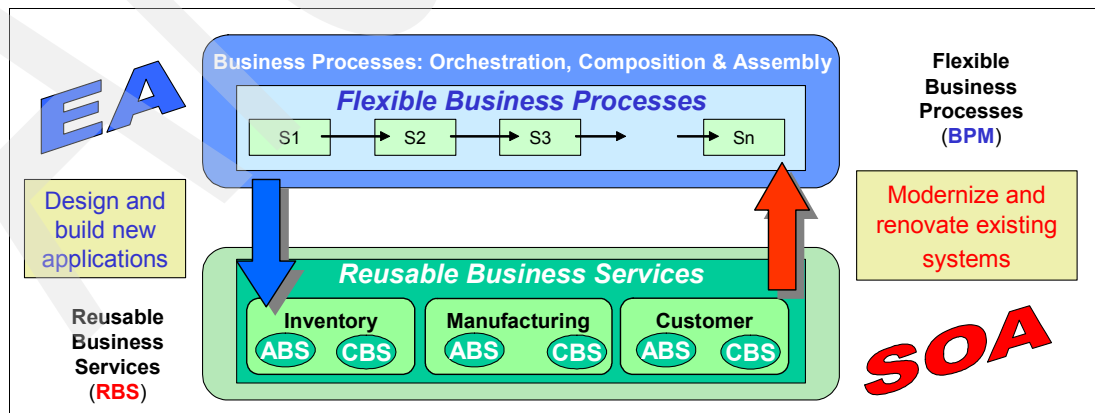 Business Processes: Orchestration, Composition & Assembly
Flexible Business Processes
S1 S2 S3 Sn
EA
Design and
build new
applications
Reusable
Business
Services
(RBS)
Flexible
Business
Processes
(BPM)
Modernize and
renovate existing
systems
SOA
Reusable Business Services
Inventory
ABS CBS
Manufacturing
ABS CBS
Customer
ABS CBS